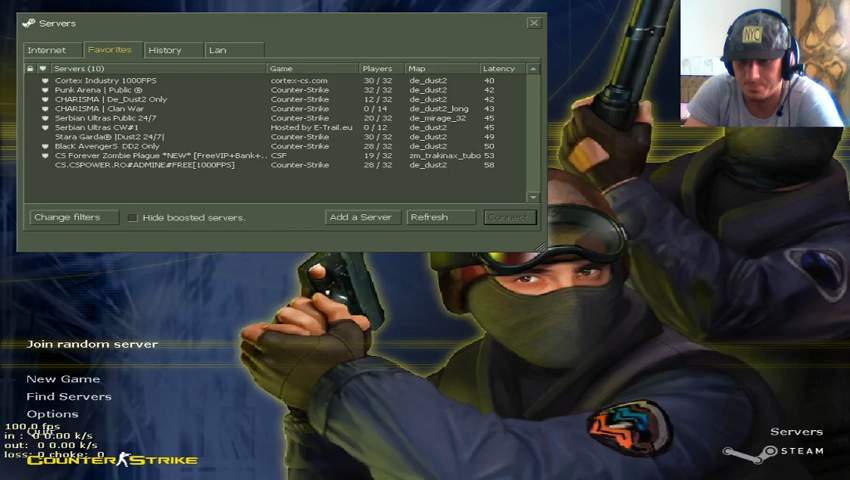 Servers
Internet Favorites History Lan
Servers (10) Game Players Map Latency
Cortex Industry 1000FPS cortex-cs.com 30 / 32 de_dust2 40
Punk Arena | Public ® Counter-Strike 32 / 32 de_dust2 42
CHARISMA | De_Dust2 Only Counter-Strike 12 / 32 de_dust2 42
CHARISMA | Clan War Counter-Strike 0 / 14 de_dust2_long 43
Serbian Ultras 24/7 Counter-Strike 20 / 32 de_mirage_32 45
Serbian Ultras CW#1 Hosted by E-Trail.eu 0 / 12 de_dust2 45
Stara Garda® |Dust2 24/7| Counter-Strike 30 / 32 de_dust2 49
BlacK AvengerS DD2 Only Counter-Strike 28 / 32 de_dust2 50
CS Forever Zombie Plague *NEW* [FreeVIP+Bank+.. CSF 19 / 32 zm_trakinax_tubo 53
CS.CSPOWER.RO#ADMINE#FREE[1000FPS] Counter-Strike 28 / 32 de_dust2 58
Change filters Hide boosted servers. Add a Server Refresh Connect
NYC
Join random server
New Game
Find Servers
Options
100.0 fps
in : 0 0.00 k/s
out: 0 0.00 k/s
loss: 0 choke: 0
COUNTER STRIKE
Servers
STEAM